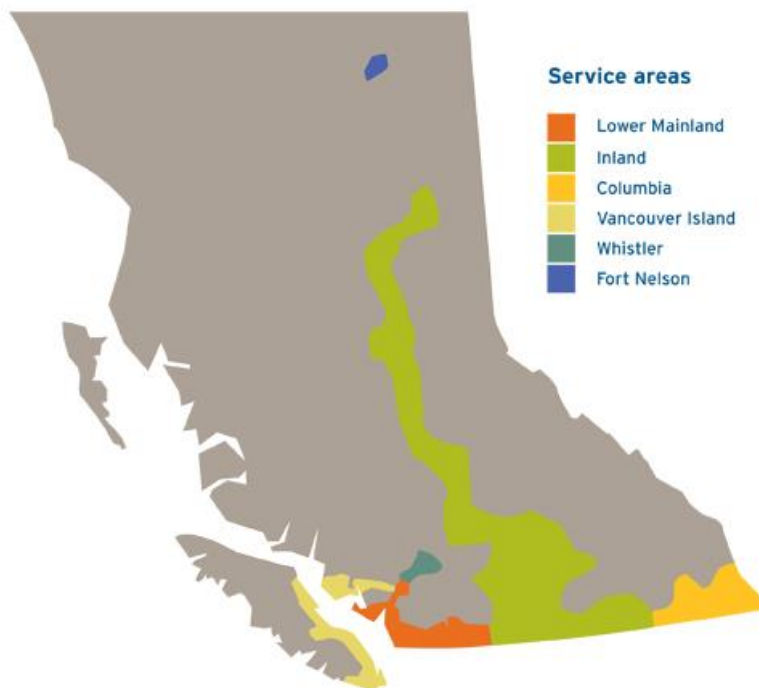 Service areas
Lower Mainland
Inland
Columbia
Vancouver Island
Whistler
Fort Nelson